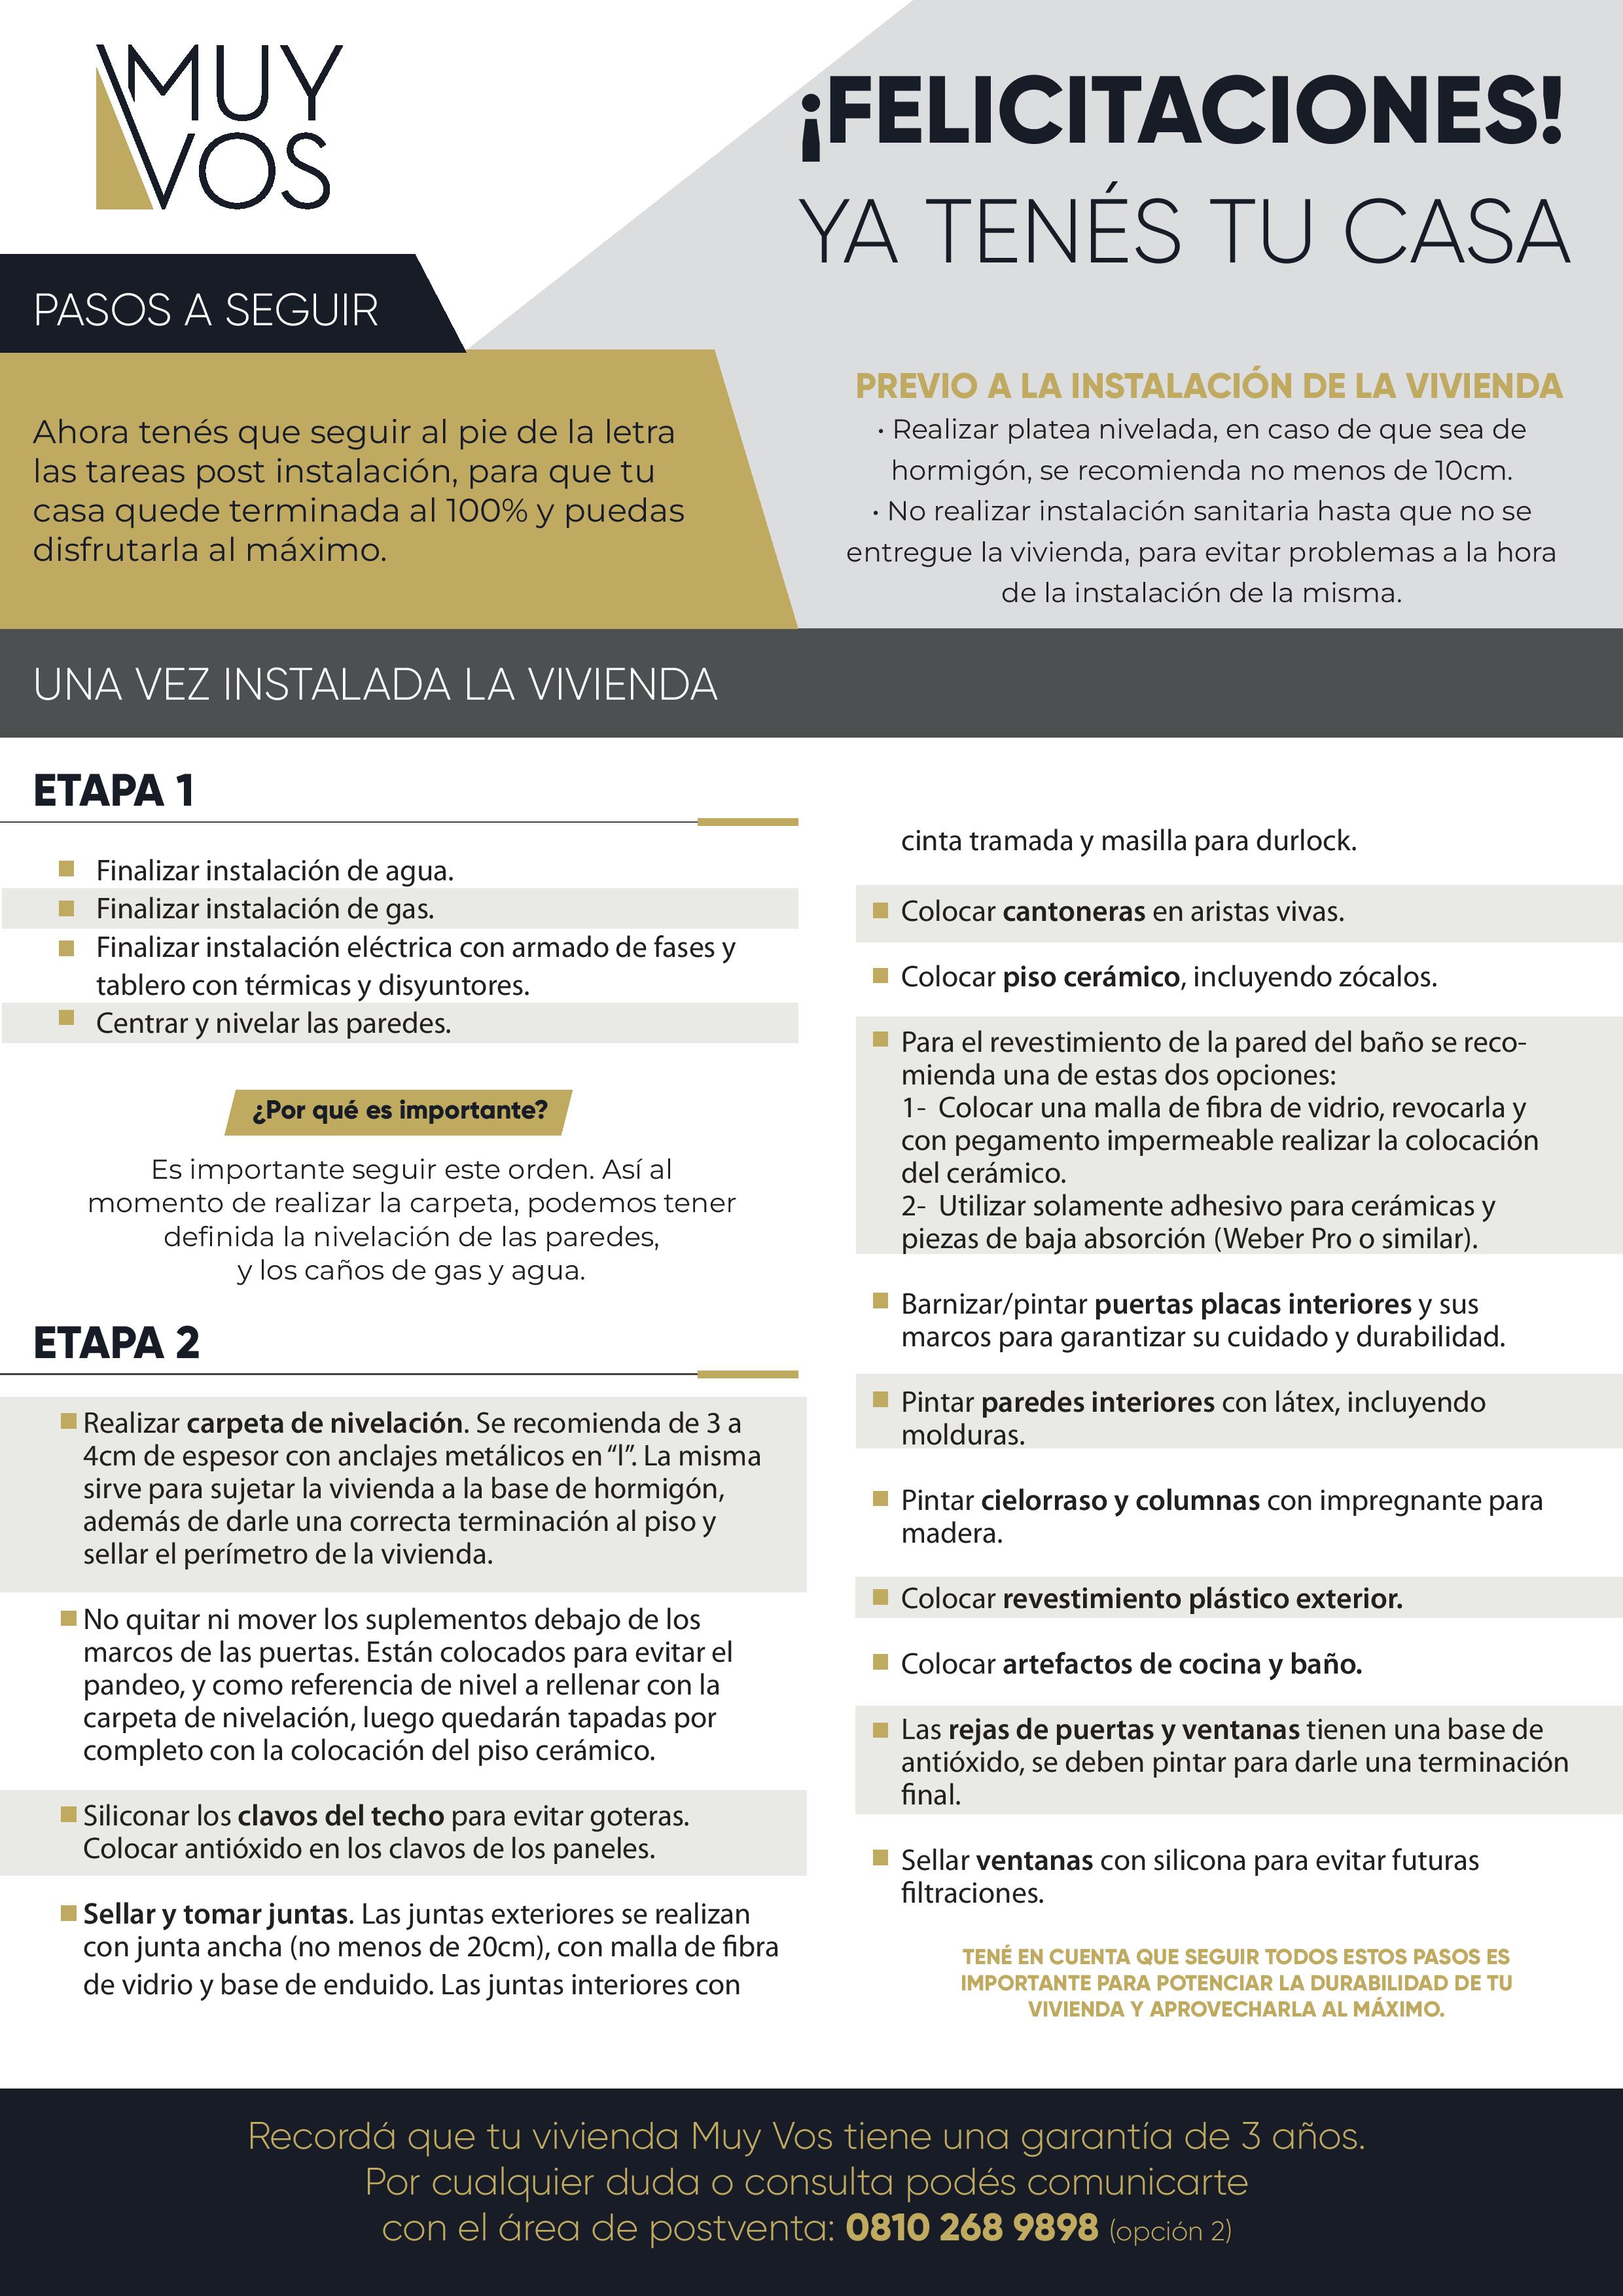 MUY
VOS
¡FELICITACIONES!
YA TENÉS TU CASA
PASOS A SEGUIR
Ahora tenés que seguir al pie de la letra
las tareas post instalación, para que tu
casa quede terminada al 100% y puedas
disfrutarla al máximo.
PREVIO A LA INSTALACIÓN DE LA VIVIENDA
· Realizar platea nivelada, en caso de que sea de
hormigón, se recomienda no menos de 10cm.
· No realizar instalación sanitaria hasta que no se
entregue la vivienda, para evitar problemas a la hora
de la instalación de la misma.
UNA VEZ INSTALADA LA VIVIENDA
ETAPA 1
Finalizar instalación de agua.
Finalizar instalación de gas.
Finalizar instalación eléctrica con armado de fases y
tablero con térmicas y disyuntores.
Centrar y nivelar las paredes.
¿Por qué es importante?
Es importante seguir este orden. Así al
momento de realizar la carpeta, podemos tener
definida la nivelación de las paredes,
y los caños de gas y agua.
ETAPA 2
Realizar carpeta de nivelación. Se recomienda de 3 a
4cm de espesor con anclajes metálicos en “l”. La misma
sirve para sujetar la vivienda a la base de hormigón,
además de darle una correcta terminación al piso y
sellar el perímetro de la vivienda.
No quitar ni mover los suplementos debajo de los
marcos de las puertas. Están colocados para evitar el
pandeo, y como referencia de nivel a rellenar con la
carpeta de nivelación, luego quedarán tapadas por
completo con la colocación del piso cerámico.
Siliconar los clavos del techo para evitar goteras.
Colocar antióxido en los clavos de los paneles.
Sellar y tomar juntas. Las juntas exteriores se realizan
con junta ancha (no menos de 20cm), con malla de fibra
de vidrio y base de enduido. Las juntas interiores con
cinta tramada y masilla para durlock.
Colocar cantoneras en aristas vivas.
Colocar piso cerámico, incluyendo zócalos.
Para el revestimiento de la pared del baño se reco-
mienda una de estas dos opciones:
1- Colocar una malla de fibra de vidrio, revocarla y
con pegamento impermeable realizar la colocación
del cerámico.
2- Utilizar solamente adhesivo para cerámicas y
piezas de baja absorción (Weber Pro o similar).
Barnizar/pintar puertas placas interiores y sus
marcos para garantizar su cuidado y durabilidad.
Pintar paredes interiores con látex, incluyendo
molduras.
Pintar cielorraso y columnas con impregnante para
madera.
Colocar revestimiento plástico exterior.
Colocar artefactos de cocina y baño.
Las rejas de puertas y ventanas tienen una base de
antióxido, se deben pintar para darle una terminación
final.
Sellar ventanas con silicona para evitar futuras
filtraciones.
TENÉ EN CUENTA QUE SEGUIR TODOS ESTOS PASOS ES
IMPORTANTE PARA POTENCIAR LA DURABILIDAD DE TU
VIVIENDA Y APROVECHARLA AL MÁXIMO.
Recordá que tu vivienda Muy Vos tiene una garantía de 3 años.
Por cualquier duda o consulta podés comunicarte
con el área de postventa: 0810 268 9898 (opción 2)